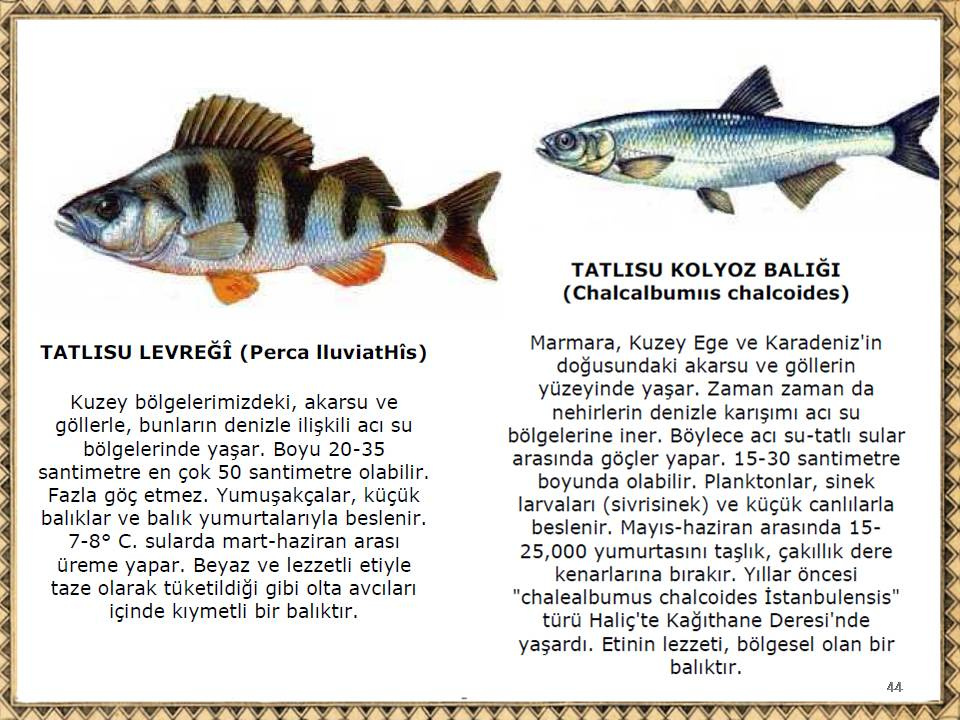 TATLISU LEVREĞÎ (Perca lluviatHîs)
Kuzey bölgelerimizdeki, akarsu ve
göllerle, bunların denizle ilişkili acı su
bölgelerinde yaşar. Boyu 20-35
santimetre en çok 50 santimetre olabilir.
Fazla göç etmez. Yumuşakçalar, küçük
balıklar ve balık yumurtalarıyla beslenir.
7-8° C. sularda mart-haziran arası
üreme yapar. Beyaz ve lezzetli etiyle
taze olarak tüketildiği gibi olta avcıları
içinde kıymetli bir balıktır.
TATLISU KOLYOZ BALIĞI
(Chalcalbumııs chalcoides)
Marmara, Kuzey Ege ve Karadeniz'in
doğusundaki akarsu ve göllerin
yüzeyinde yaşar. Zaman zaman da
nehirlerin denizle karışımı acı su
bölgelerine iner. Böylece acı su-tatlı sular
arasında göçler yapar. 15-30 santimetre
boyunda olabilir. Planktonlar, sinek
larvaları (sivrisinek) ve küçük canlılarla
beslenir. Mayıs-haziran arasında 15-
25,000 yumurtasını taşlık, çakıllık dere
kenarlarına bırakır. Yıllar öncesi
"chalealbumus chalcoides İstanbulensis"
türü Haliç'te Kağıthane Deresi'nde
yaşardı. Etinin lezzeti, bölgesel olan bir
balıktır.
44
-